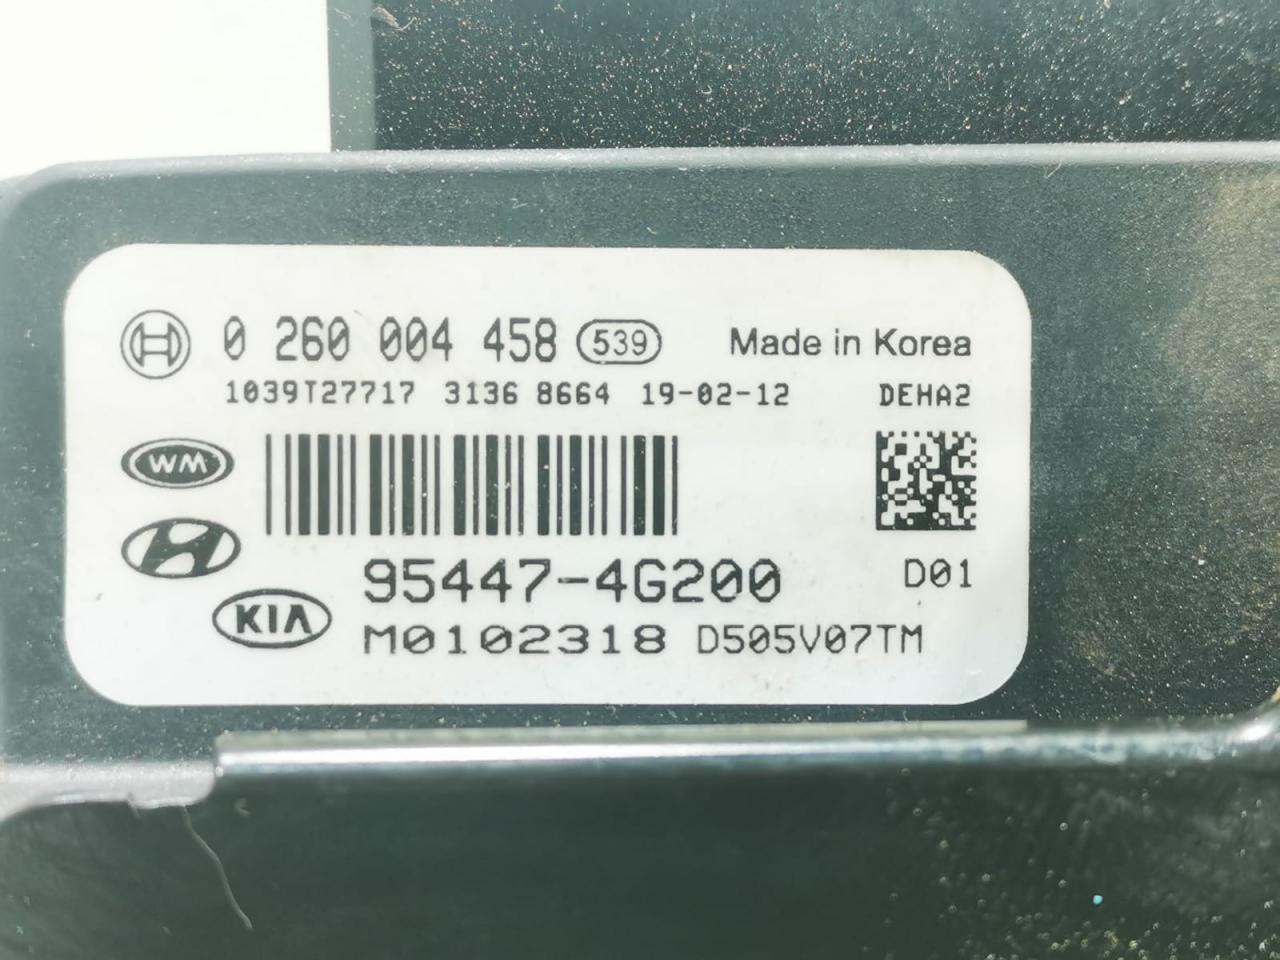 0 260 004 458 539 Made in Korea
1039T27717 3136 8664 19-02-12 DEHA2
WM
95447-4G200 D01
KIA
M0102318 D505V07TM